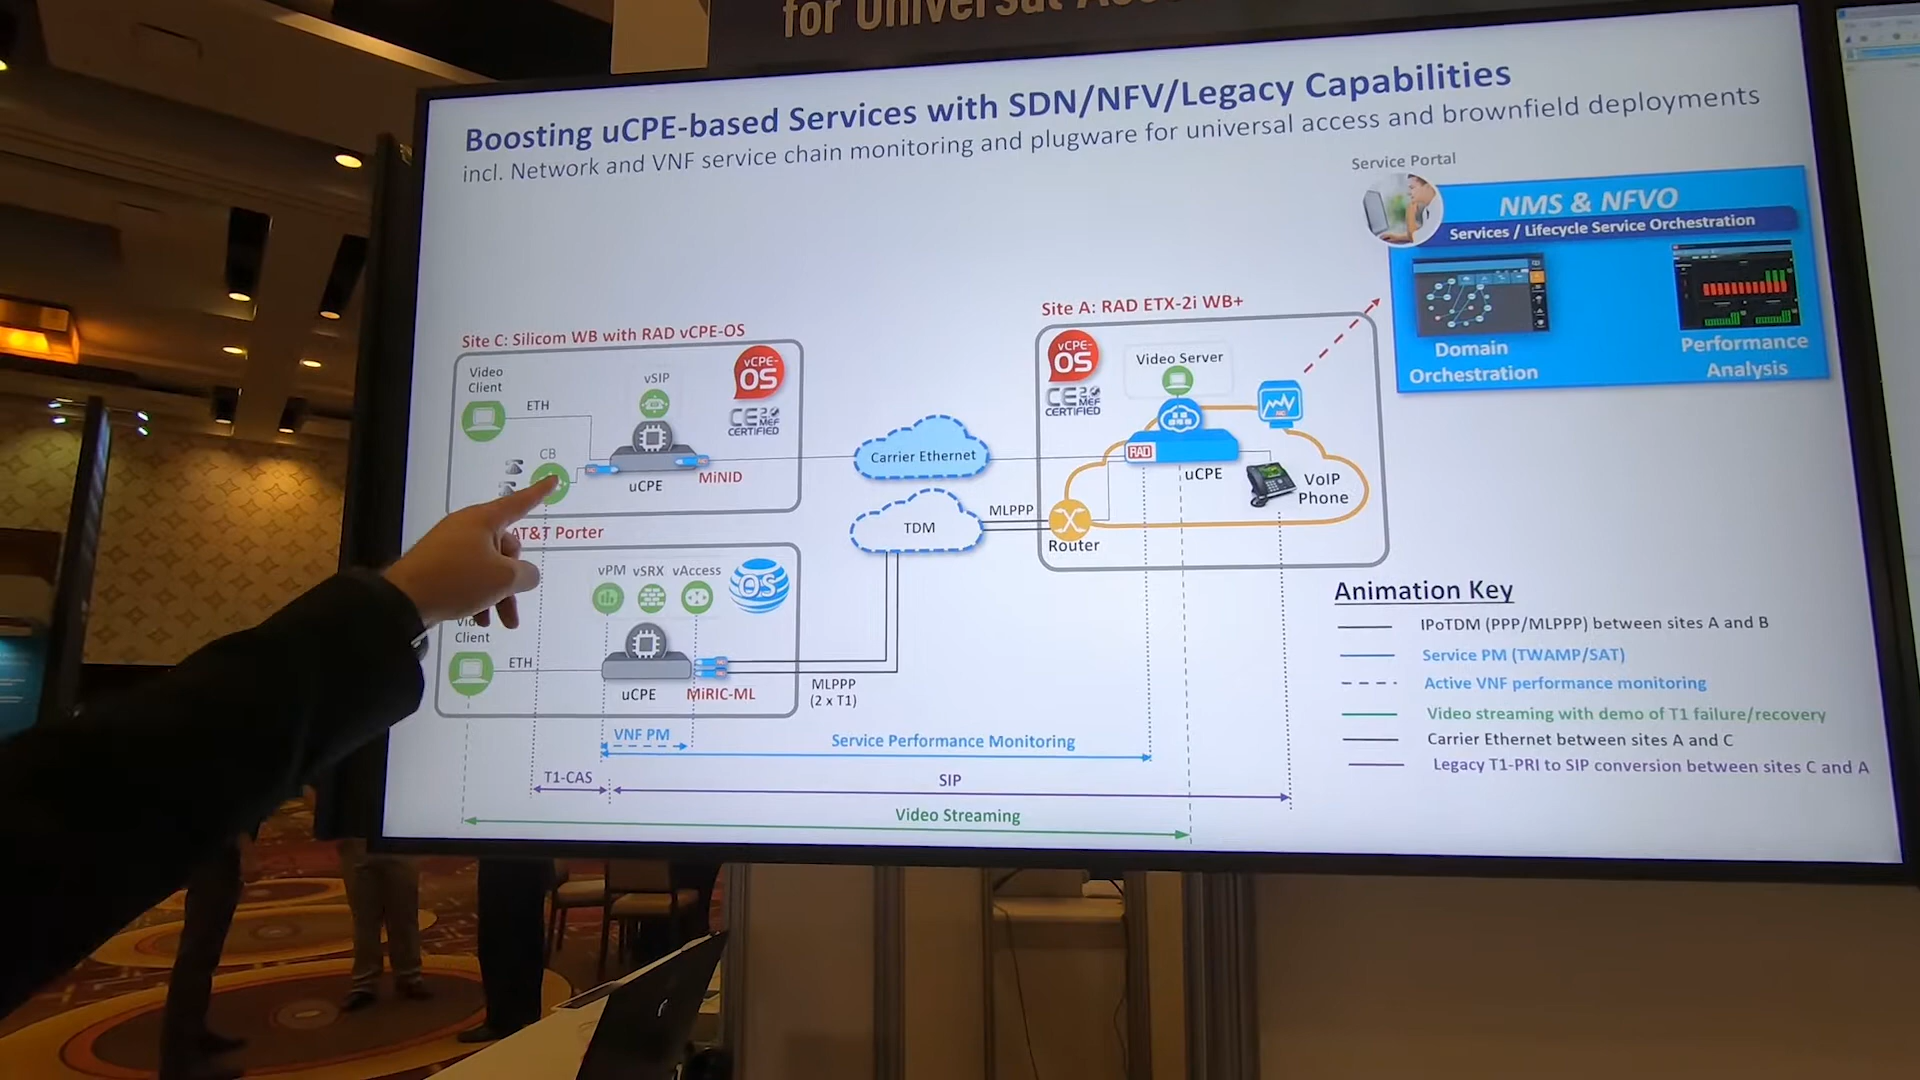 for Universal
Boosting uCPE-based Services with SDN/NFV/Legacy Capabilities
incl. Network and VNF service chain monitoring and plugware for universal access and brownfield deployments
Service Portal
NMS & NFVO
Services / Lifecycle Service Orchestration
Domain
Orchestration
Performance
Analysis
Site C: Silicom WB with RAD vCPE-OS
Video
Client
ETH
CB
vSIP
uCPE
MiNID
vCPE-
OS
CE2.0
MEF
CERTIFIED
Carrier Ethernet
TDM
MLPPP
Site A: RAD ETX-2i WB+
vCPE-
OS
CE2.0
MEF
CERTIFIED
Video Server
RAD
uCPE
VoIP
Phone
Router
AT&T Porter
vPM
vSRX
vAccess
OS
Client
ETH
uCPE
MiRIC-ML
MLPPP
(2 x T1)
VNF PM
Service Performance Monitoring
T1-CAS
SIP
Video Streaming
Animation Key
IPoTDM (PPP/MLPPP) between sites A and B
Service PM (TWAMP/SAT)
Active VNF performance monitoring
Video streaming with demo of T1 failure/recovery
Carrier Ethernet between sites A and C
Legacy T1-PRI to SIP conversion between sites C and A